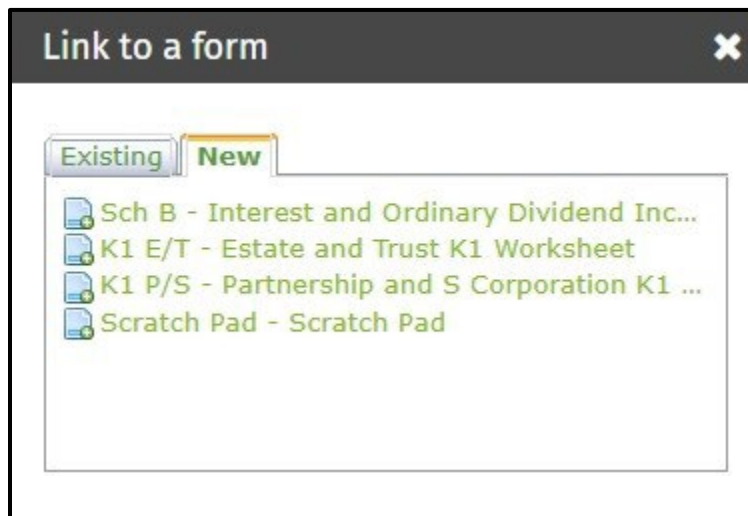 Link to a form
Existing New
Sch B - Interest and Ordinary Dividend Inc...
K1 E/T - Estate and Trust K1 Worksheet
K1 P/S - Partnership and S Corporation K1 ...
Scratch Pad - Scratch Pad